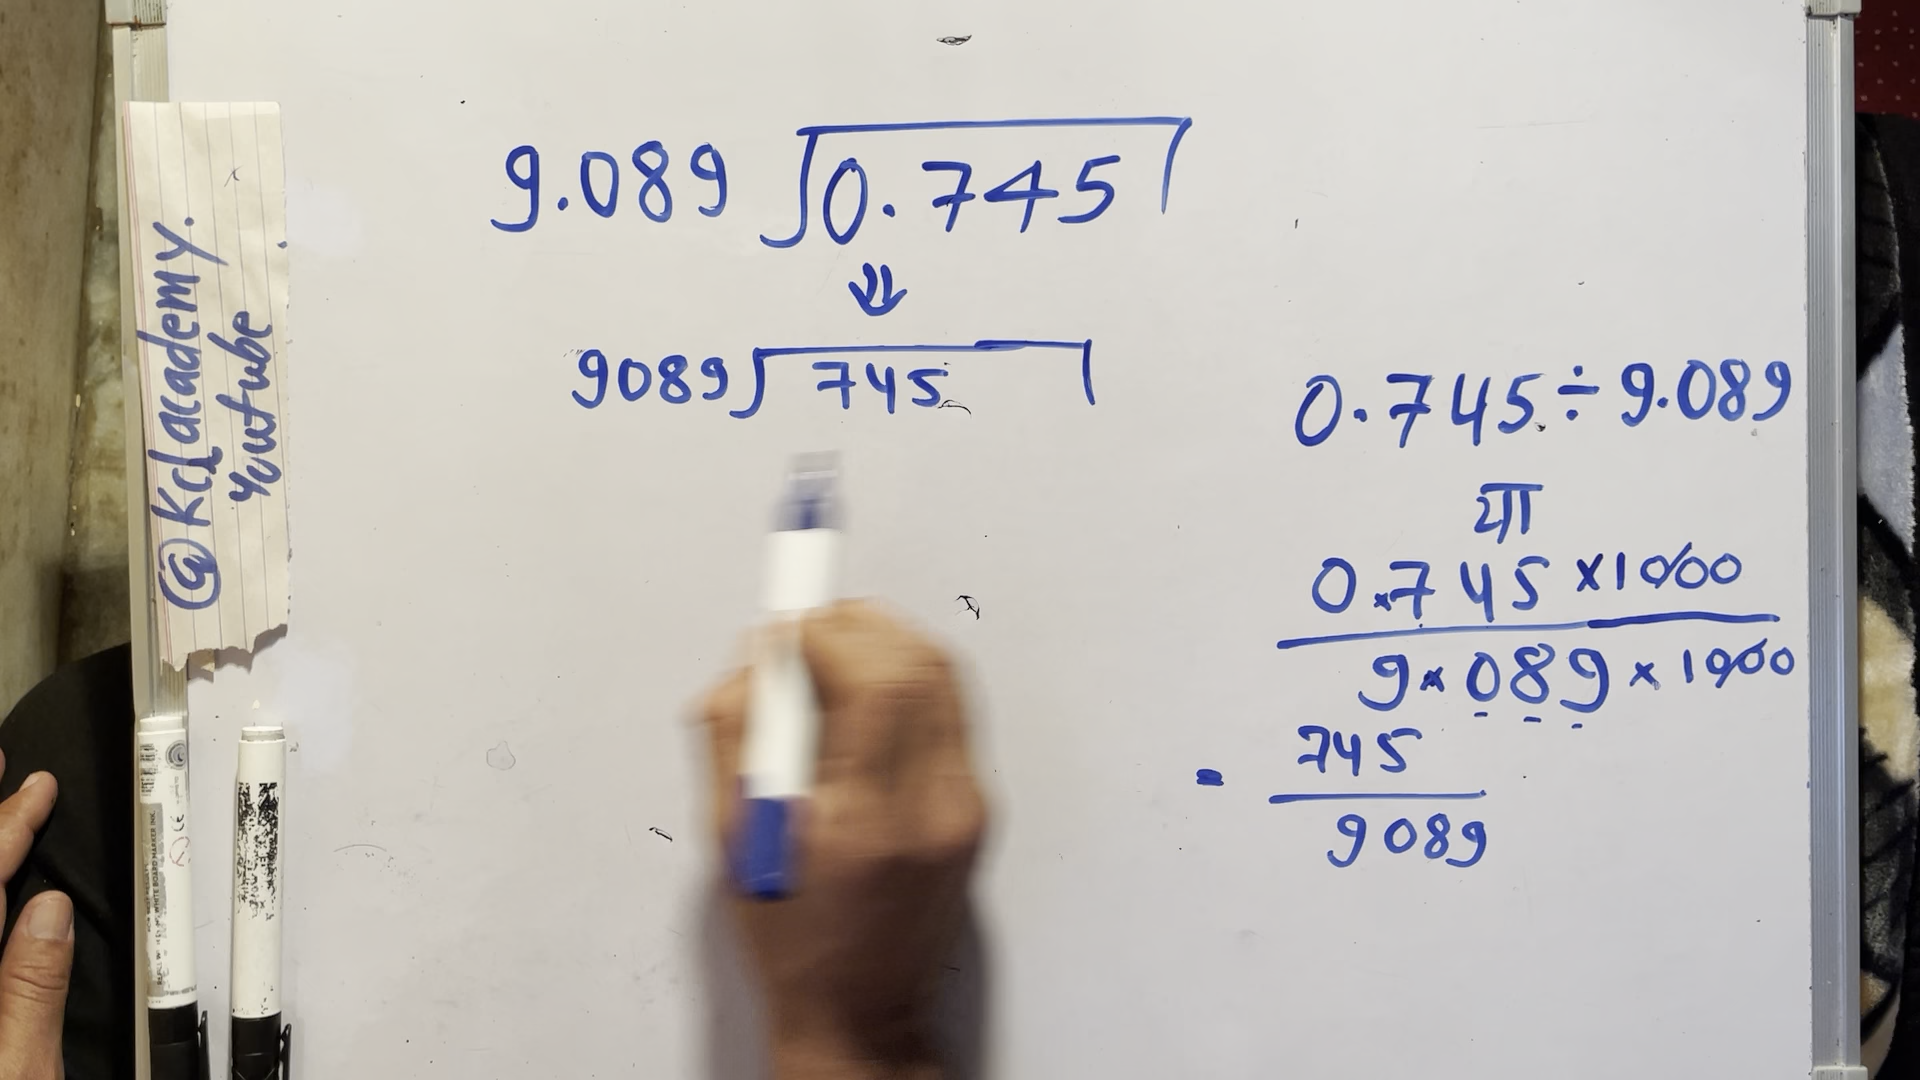 @Kclacademy.
Youtube
9.089 0.745
9089 745
0.745÷9.089
या
0.745 ×1000
9.089 ×1000
= 745
9089